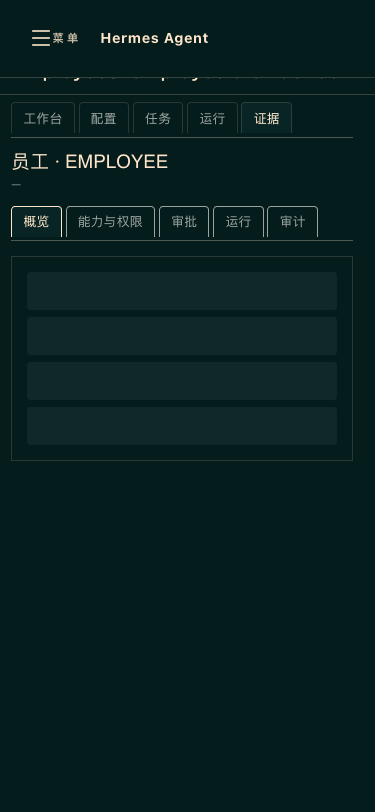 菜单 Hermes Agent
工作台 配置 任务 运行 证据
员工 · EMPLOYEE
—
概览 能力与权限 审批 运行 审计